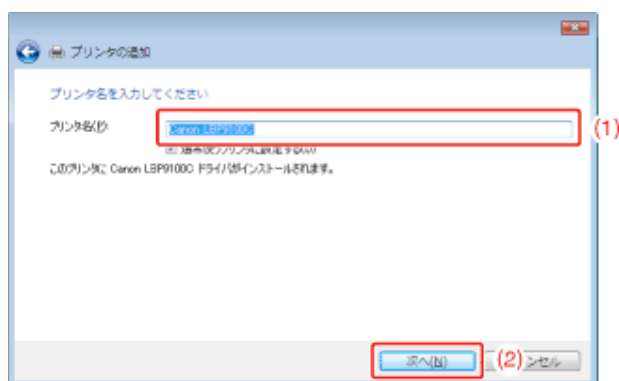 プリンタの追加
プリンタ名を入力してください
プリンタ名(P):
Canon LBP9100C
(1)
通常使うプリンタに設定する(D)
このプリンタに Canon LBP9100C ドライバがインストールされます。
次へ(N)
(2)
ンセル